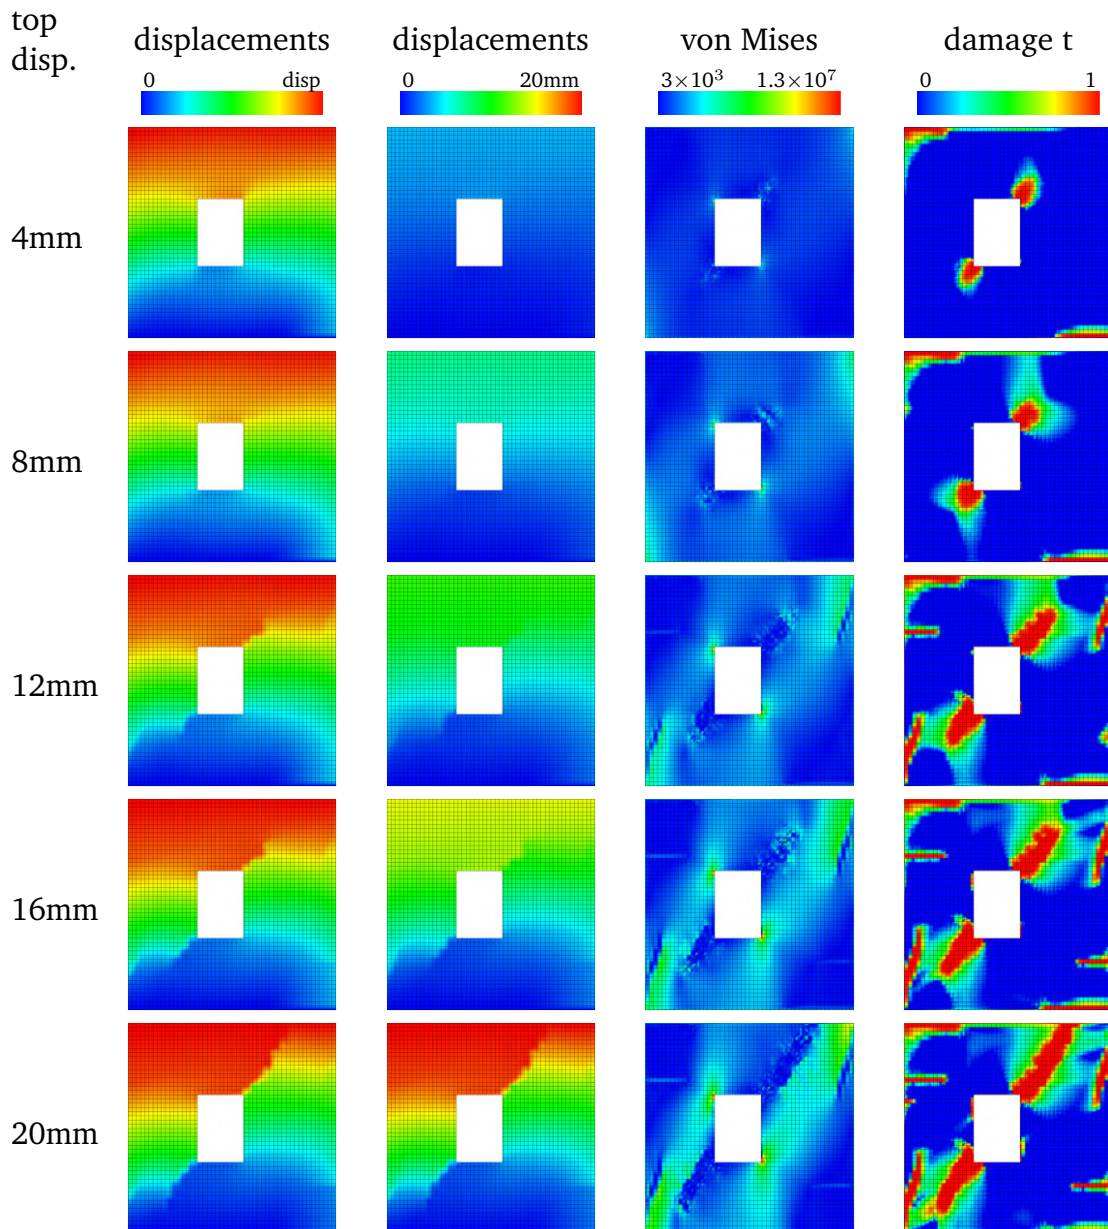 top
disp.
displacements displacements von Mises damage t
0 disp 0 20mm 3×10³ 1.3×10⁷ 0 1
4mm
8mm
12mm
16mm
20mm